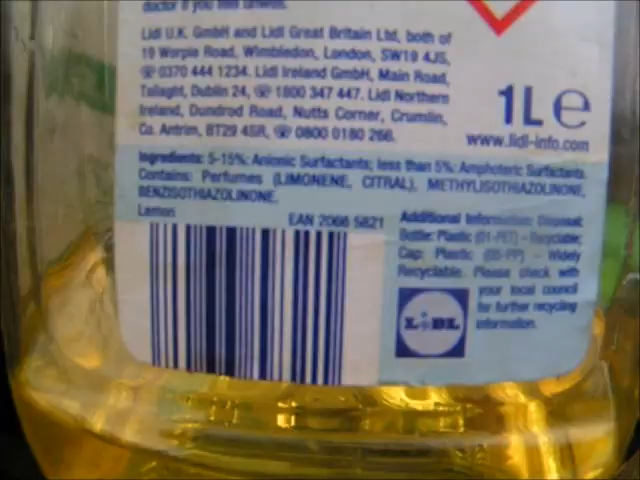 doctor if you feel unwell.
Lidl U.K. GmbH and Lidl Great Britain Ltd, both of
19 Worple Road, Wimbledon, London, SW19 4JS,
☏ 0370 444 1234. Lidl Ireland GmbH, Main Road,
Tallaght, Dublin 24, ☏ 1800 347 447. Lidl Northern
Ireland, Dundrod Road, Nutts Corner, Crumlin,
Co. Antrim, BT29 4SR, ☏ 0800 0180 266.
1L ℮
www.lidl-info.com
Ingredients: 5-15%: Anionic Surfactants; less than 5%: Amphoteric Surfactants.
Contains: Perfumes (LIMONENE, CITRAL), METHYLISOTHIAZOLINONE,
BENZISOTHIAZOLINONE.
Lemon
EAN 2066 5821
Additional Information: Disposal:
Bottle: Plastic (01-PET) - Recyclable;
Cap: Plastic (05-PP) - Widely
Recyclable. Please check with
your local council
for further recycling
information.
LiDL